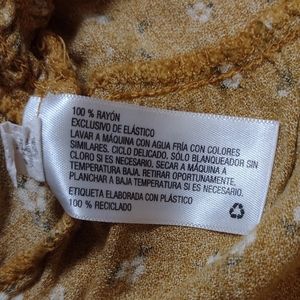 100 % RAYÓN
EXCLUSIVO DE ELÁSTICO
LAVAR A MÁQUINA CON AGUA FRÍA CON COLORES
SIMILARES. CICLO DELICADO. SÓLO BLANQUEADOR SIN
CLORO SI ES NECESARIO. SECAR A MÁQUINA A
TEMPERATURA BAJA. RETIRAR OPORTUNAMENTE,
PLANCHAR A BAJA TEMPERATURA SI ES NECESARIO.
ETIQUETA ELABORADA CON PLÁSTICO
100 % RECICLADO